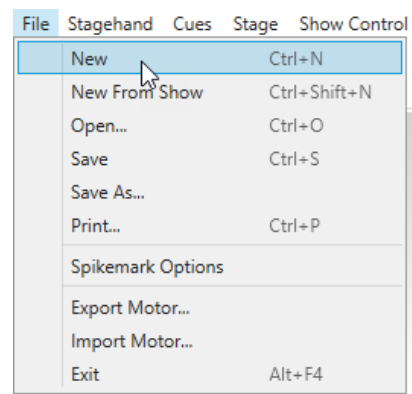 File Stagehand Cues Stage Show Control
New Ctrl+N
New From Show Ctrl+Shift+N
Open... Ctrl+O
Save Ctrl+S
Save As...
Print... Ctrl+P
Spikemark Options
Export Motor...
Import Motor...
Exit Alt+F4